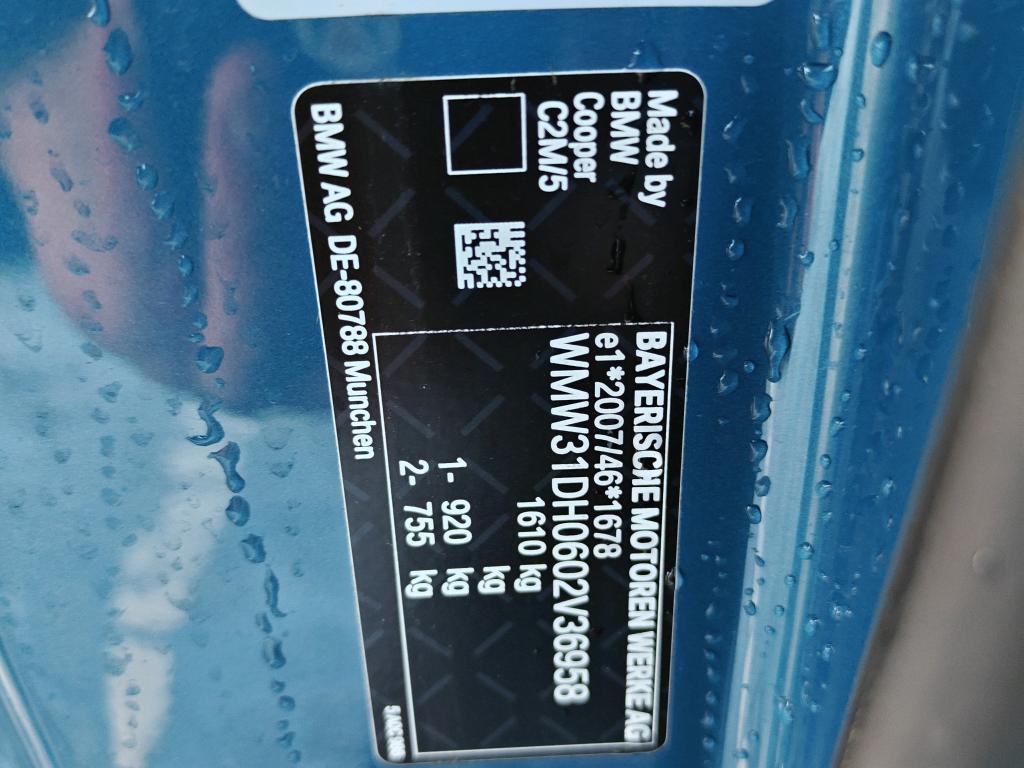 Made by
BMW
Cooper
C2M/5
BAYERISCHE MOTOREN WERKE AG
e1*2007/46*1678
WMW31DH0602V36958
1610 kg
kg
1- 920 kg
2- 755 kg
BMW AG DE-80788 Munchen